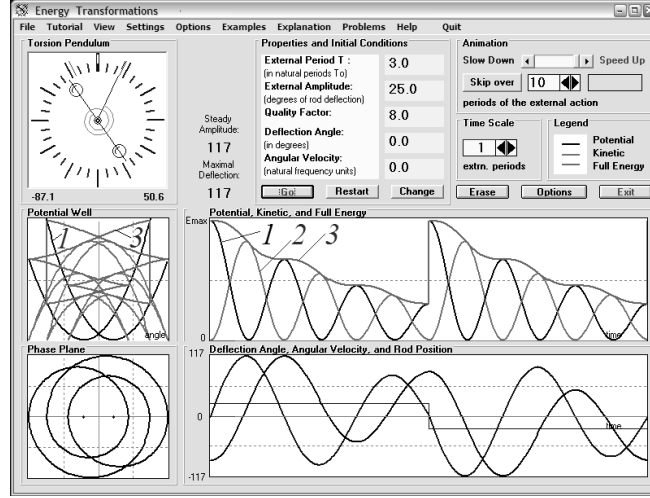 Energy Transformations
File Tutorial View Settings Options Examples Explanation Problems Help Quit
Torsion Pendulum
-87.1 50.6
Steady
Amplitude:
117
Maximal
Deflection:
117
Properties and Initial Conditions
External Period T :
(in natural periods To)
3.0
External Amplitude:
(degrees of rod deflection)
25.0
Quality Factor:
8.0
Deflection Angle:
(in degrees)
0.0
Angular Velocity:
(natural frequency units)
0.0
!Go! Restart Change
Animation
Slow Down Speed Up
Skip over 10
periods of the external action
Time Scale
1
extrn. periods
Legend
Potential
Kinetic
Full Energy
Erase Options Exit
Potential Well
1 3
angle
Potential, Kinetic, and Full Energy
Emax
1 2 3
0
time
Phase Plane
Deflection Angle, Angular Velocity, and Rod Position
117
0
time
-117